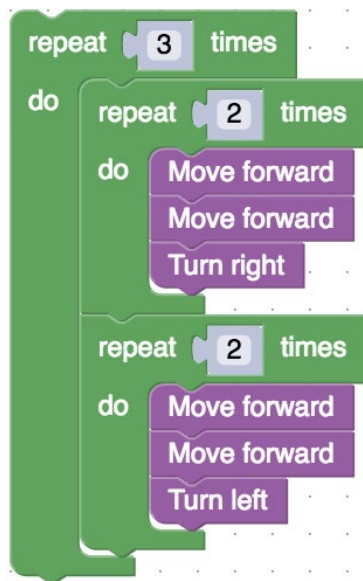 repeat 3 times
do repeat 2 times
do Move forward
Move forward
Turn right
repeat 2 times
do Move forward
Move forward
Turn left